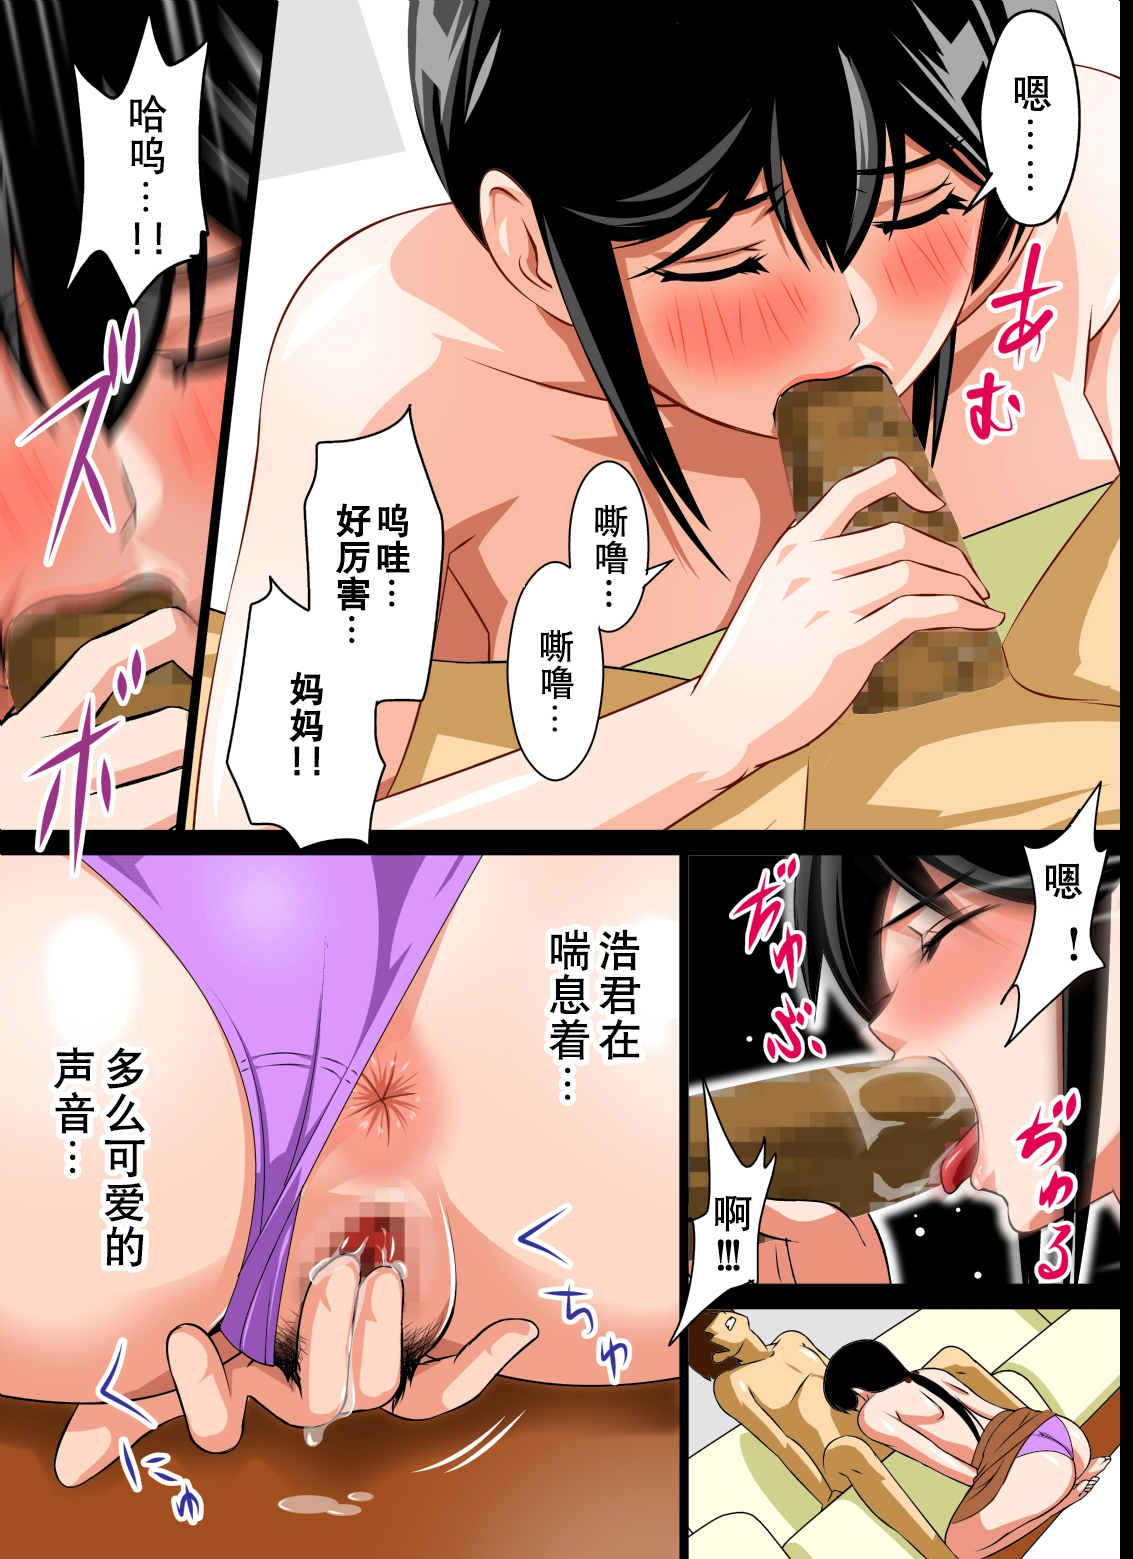 嗯……
あむ
嘶噜…
嘶噜…
呜哇…
好厉害…
妈妈!!
哈呜…!!
ズボ
嗯!
ぢゅぶ
ぢゅる
啊!!!
浩君在
喘息着…
多么可爱的
声音…
くちゅ
くに